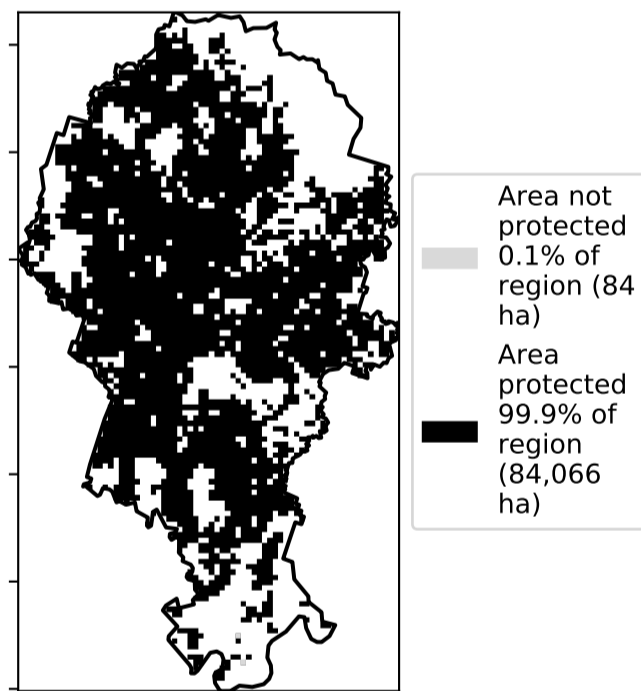 Area not
protected
0.1% of
region (84
ha)
Area
protected
99.9% of
region
(84,066
ha)